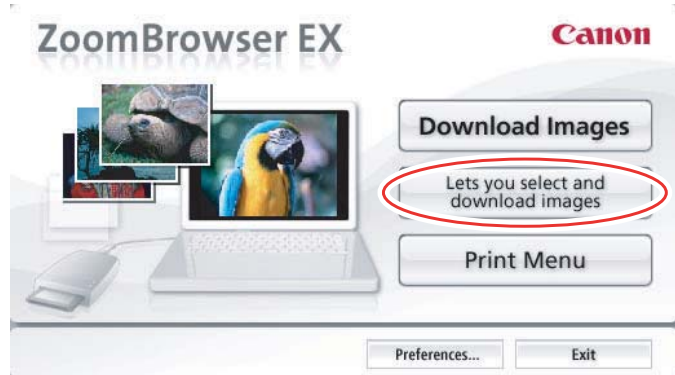 ZoomBrowser EX
Canon
Download Images
Lets you select and
download images
Print Menu
Preferences...
Exit